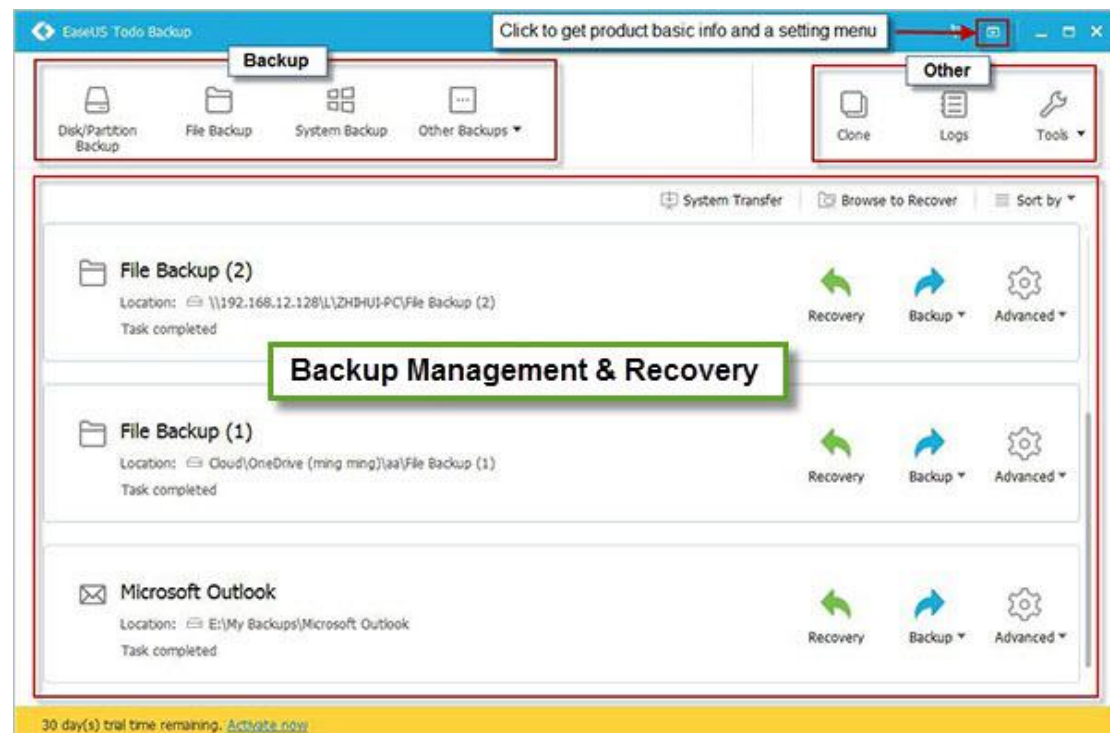 EaseUS Todo Backup
Click to get product basic info and a setting menu
Backup
Other
Disk/Partition
Backup
File Backup
System Backup
Other Backups
Clone
Logs
Tools
System Transfer
Browse to Recover
Sort by
File Backup (2)
Location: \\192.168.12.128\L\ZHIHUI-PC\File Backup (2)
Task completed
Recovery
Backup
Advanced
Backup Management & Recovery
File Backup (1)
Location: Cloud\OneDrive (ming ming)\aa\File Backup (1)
Task completed
Recovery
Backup
Advanced
Microsoft Outlook
Location: E:\My Backups\Microsoft Outlook
Task completed
Recovery
Backup
Advanced
30 day(s) trial time remaining. Activate now